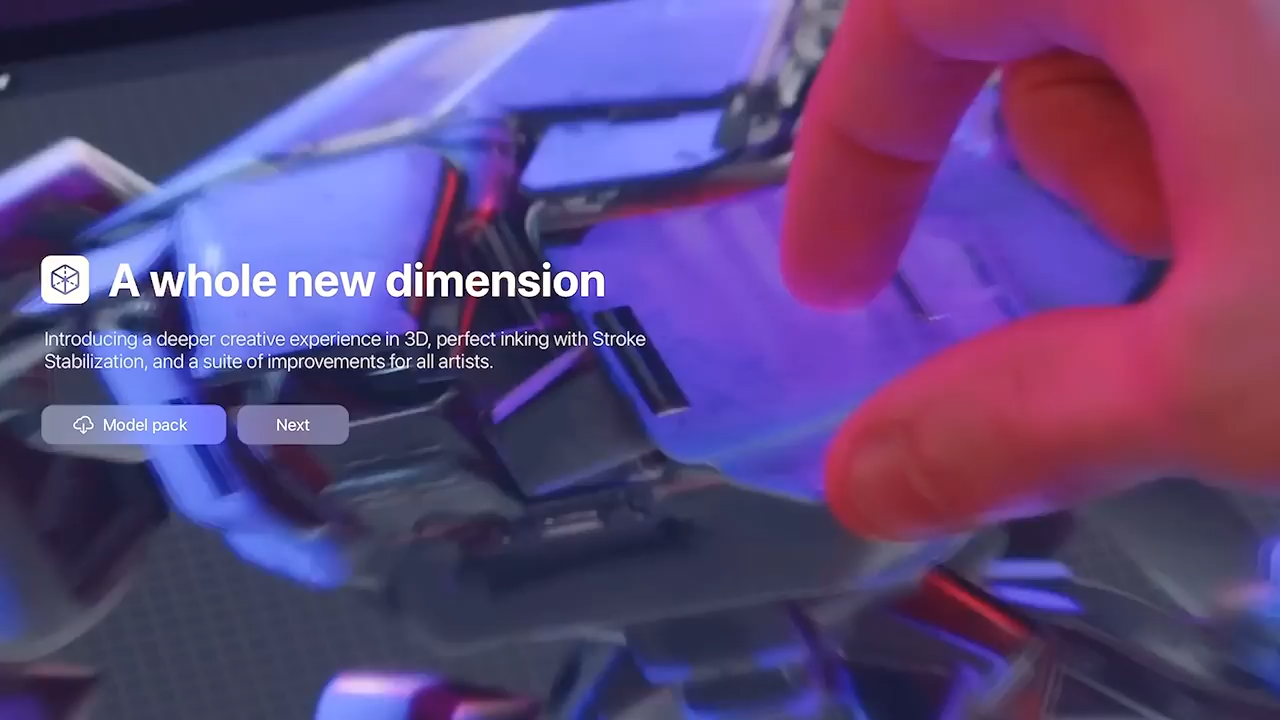 A whole new dimension
Introducing a deeper creative experience in 3D, perfect inking with Stroke
Stabilization, and a suite of improvements for all artists.
Model pack
Next